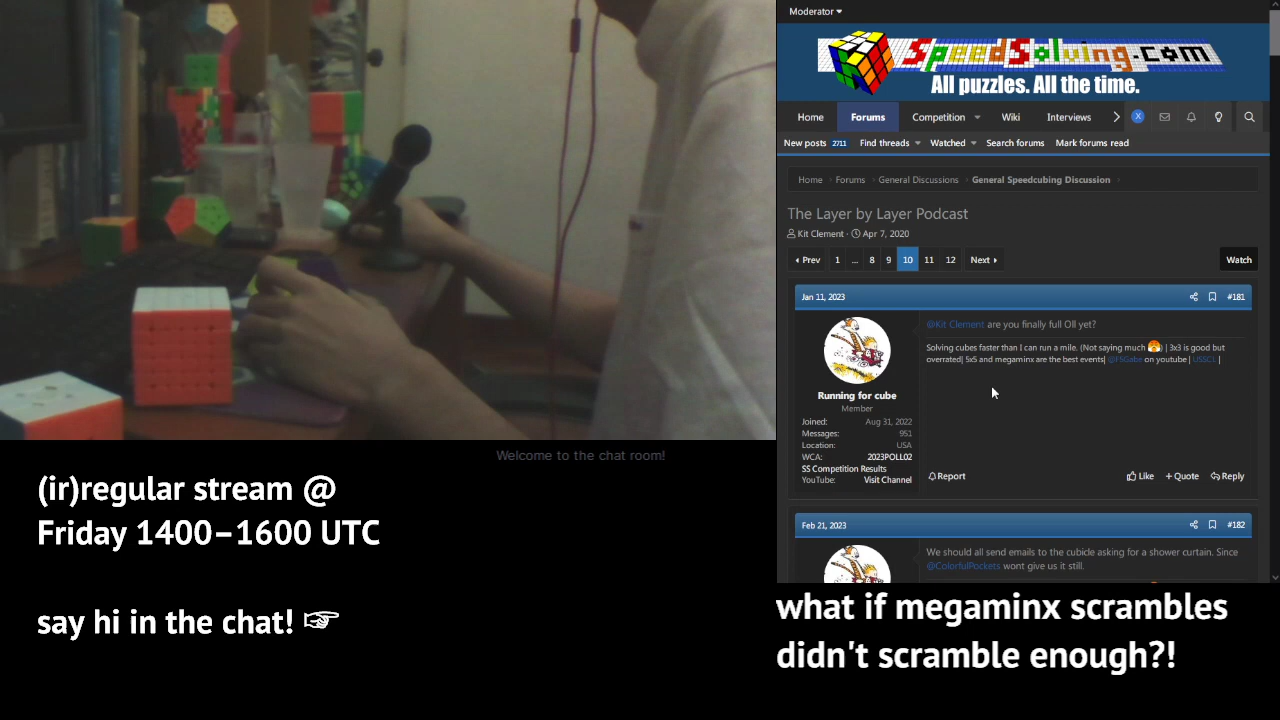 Welcome to the chat room!
(ir)regular stream @
Friday 1400–1600 UTC
say hi in the chat! ☞
Moderator
SpeedSolving.com
All puzzles. All the time.
Home Forums Competition Wiki Interviews X
New posts 2711 Find threads Watched Search forums Mark forums read
Home Forums General Discussions General Speedcubing Discussion
The Layer by Layer Podcast
Kit Clement · Apr 7, 2020
Prev 1 ... 8 9 10 11 12 Next Watch
Jan 11, 2023 #181
@Kit Clement are you finally full Oll yet?
Solving cubes faster than I can run a mile. (Not saying much 😤) | 3x3 is good but
overrated| 5x5 and megaminx are the best events| @FSGabe on youtube | USSCL |
Running for cube
Member
Joined: Aug 31, 2022
Messages: 951
Location: USA
WCA: 2023POLL02
SS Competition Results
YouTube: Visit Channel
Report Like + Quote Reply
Feb 21, 2023 #182
We should all send emails to the cubicle asking for a shower curtain. Since
@ColorfulPockets wont give us it still.
what if megaminx scrambles
didn't scramble enough?!